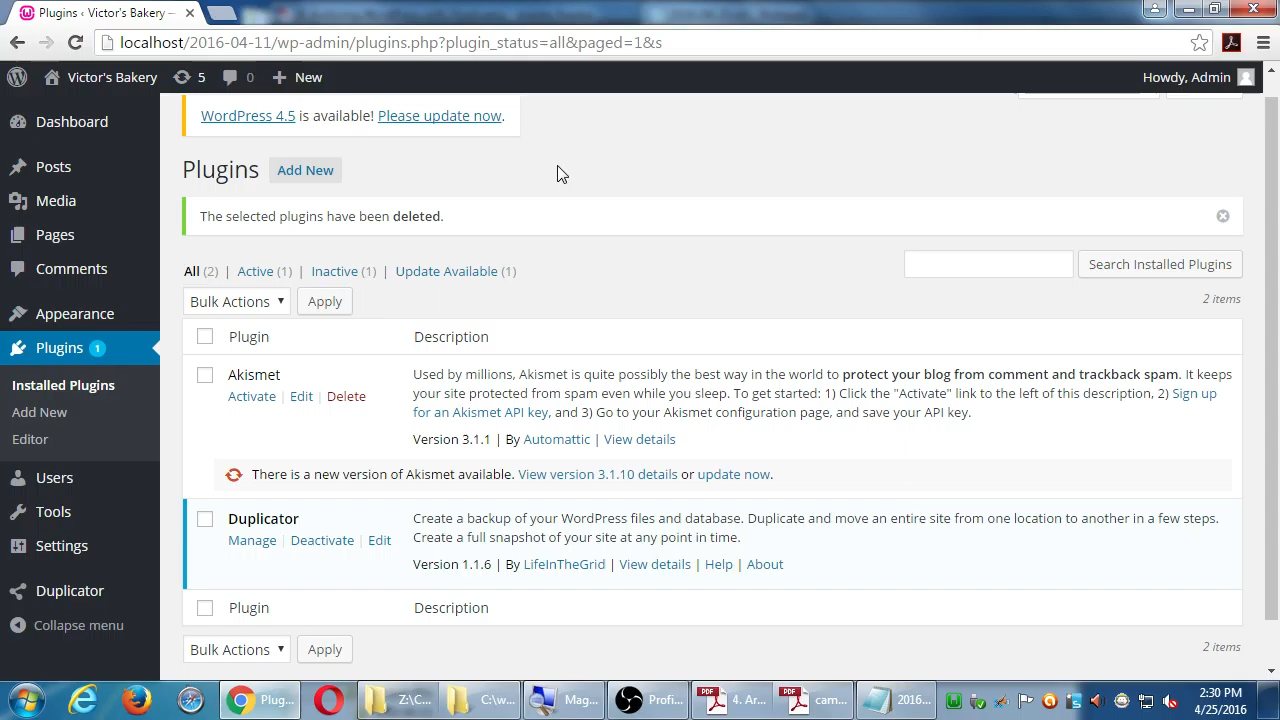 Plugins ‹ Victor's Bakery —
localhost/2016-04-11/wp-admin/plugins.php?plugin_status=all&paged=1&s
Victor's Bakery 5 0 New Howdy, Admin
WordPress 4.5 is available! Please update now.
Dashboard
Posts
Media
Pages
Comments
Appearance
Plugins 1
Installed Plugins
Add New
Editor
Users
Tools
Settings
Duplicator
Collapse menu
Plugins Add New
The selected plugins have been deleted.
All (2) | Active (1) | Inactive (1) | Update Available (1)
Search Installed Plugins
Bulk Actions Apply
2 items
Plugin Description
Akismet
Activate | Edit | Delete
Used by millions, Akismet is quite possibly the best way in the world to protect your blog from comment and trackback spam. It keeps
your site protected from spam even while you sleep. To get started: 1) Click the "Activate" link to the left of this description, 2) Sign up
for an Akismet API key, and 3) Go to your Akismet configuration page, and save your API key.
Version 3.1.1 | By Automattic | View details
There is a new version of Akismet available. View version 3.1.10 details or update now.
Duplicator
Manage | Deactivate | Edit
Create a backup of your WordPress files and database. Duplicate and move an entire site from one location to another in a few steps.
Create a full snapshot of your site at any point in time.
Version 1.1.6 | By LifeInTheGrid | View details | Help | About
Plugin Description
Bulk Actions Apply
2 items
Plug... Z:\C... C:\w... Mag... Profi... 4. Ar... cam... 2016...
2:30 PM
4/25/2016